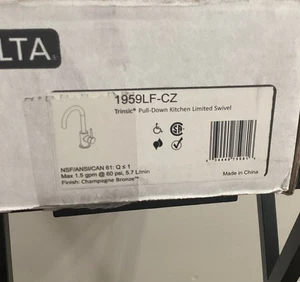 LTA
1959LF-CZ
Trinsic® Pull-Down Kitchen Limited Swivel
NSF/ANSI/CAN 61: Q ≤ 1
Max 1.5 gpm @ 60 psi, 5.7 L/min
Finish: Champagne Bronze™
Made in China